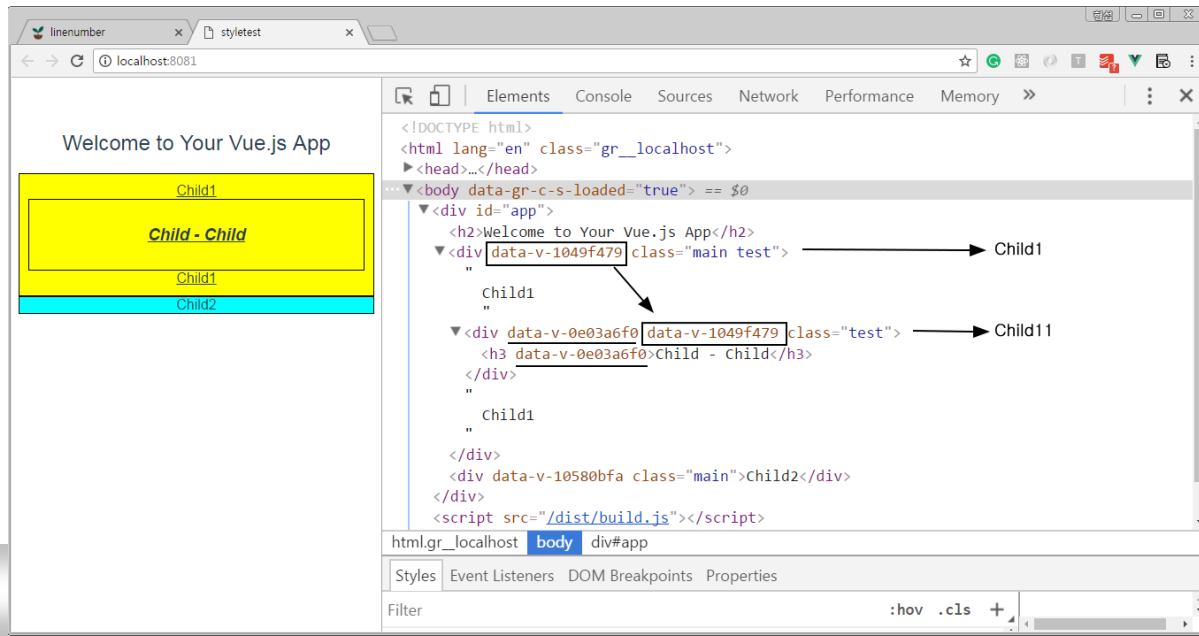 한설
linenumber
styletest
localhost:8081
Welcome to Your Vue.js App
Child1
Child - Child
Child1
Child2
Elements Console Sources Network Performance Memory »
<!DOCTYPE html>
<html lang="en" class="gr__localhost">
<head>…</head>
<body data-gr-c-s-loaded="true"> == $0
<div id="app">
<h2>Welcome to Your Vue.js App</h2>
<div data-v-1049f479 class="main test"> Child1
"
Child1
"
<div data-v-0e03a6f0 data-v-1049f479 class="test"> Child11
<h3 data-v-0e03a6f0>Child - Child</h3>
</div>
"
Child1
"
</div>
<div data-v-10580bfa class="main">Child2</div>
</div>
<script src="/dist/build.js"></script>
html.gr__localhost body div#app
Styles Event Listeners DOM Breakpoints Properties
Filter :hov .cls +